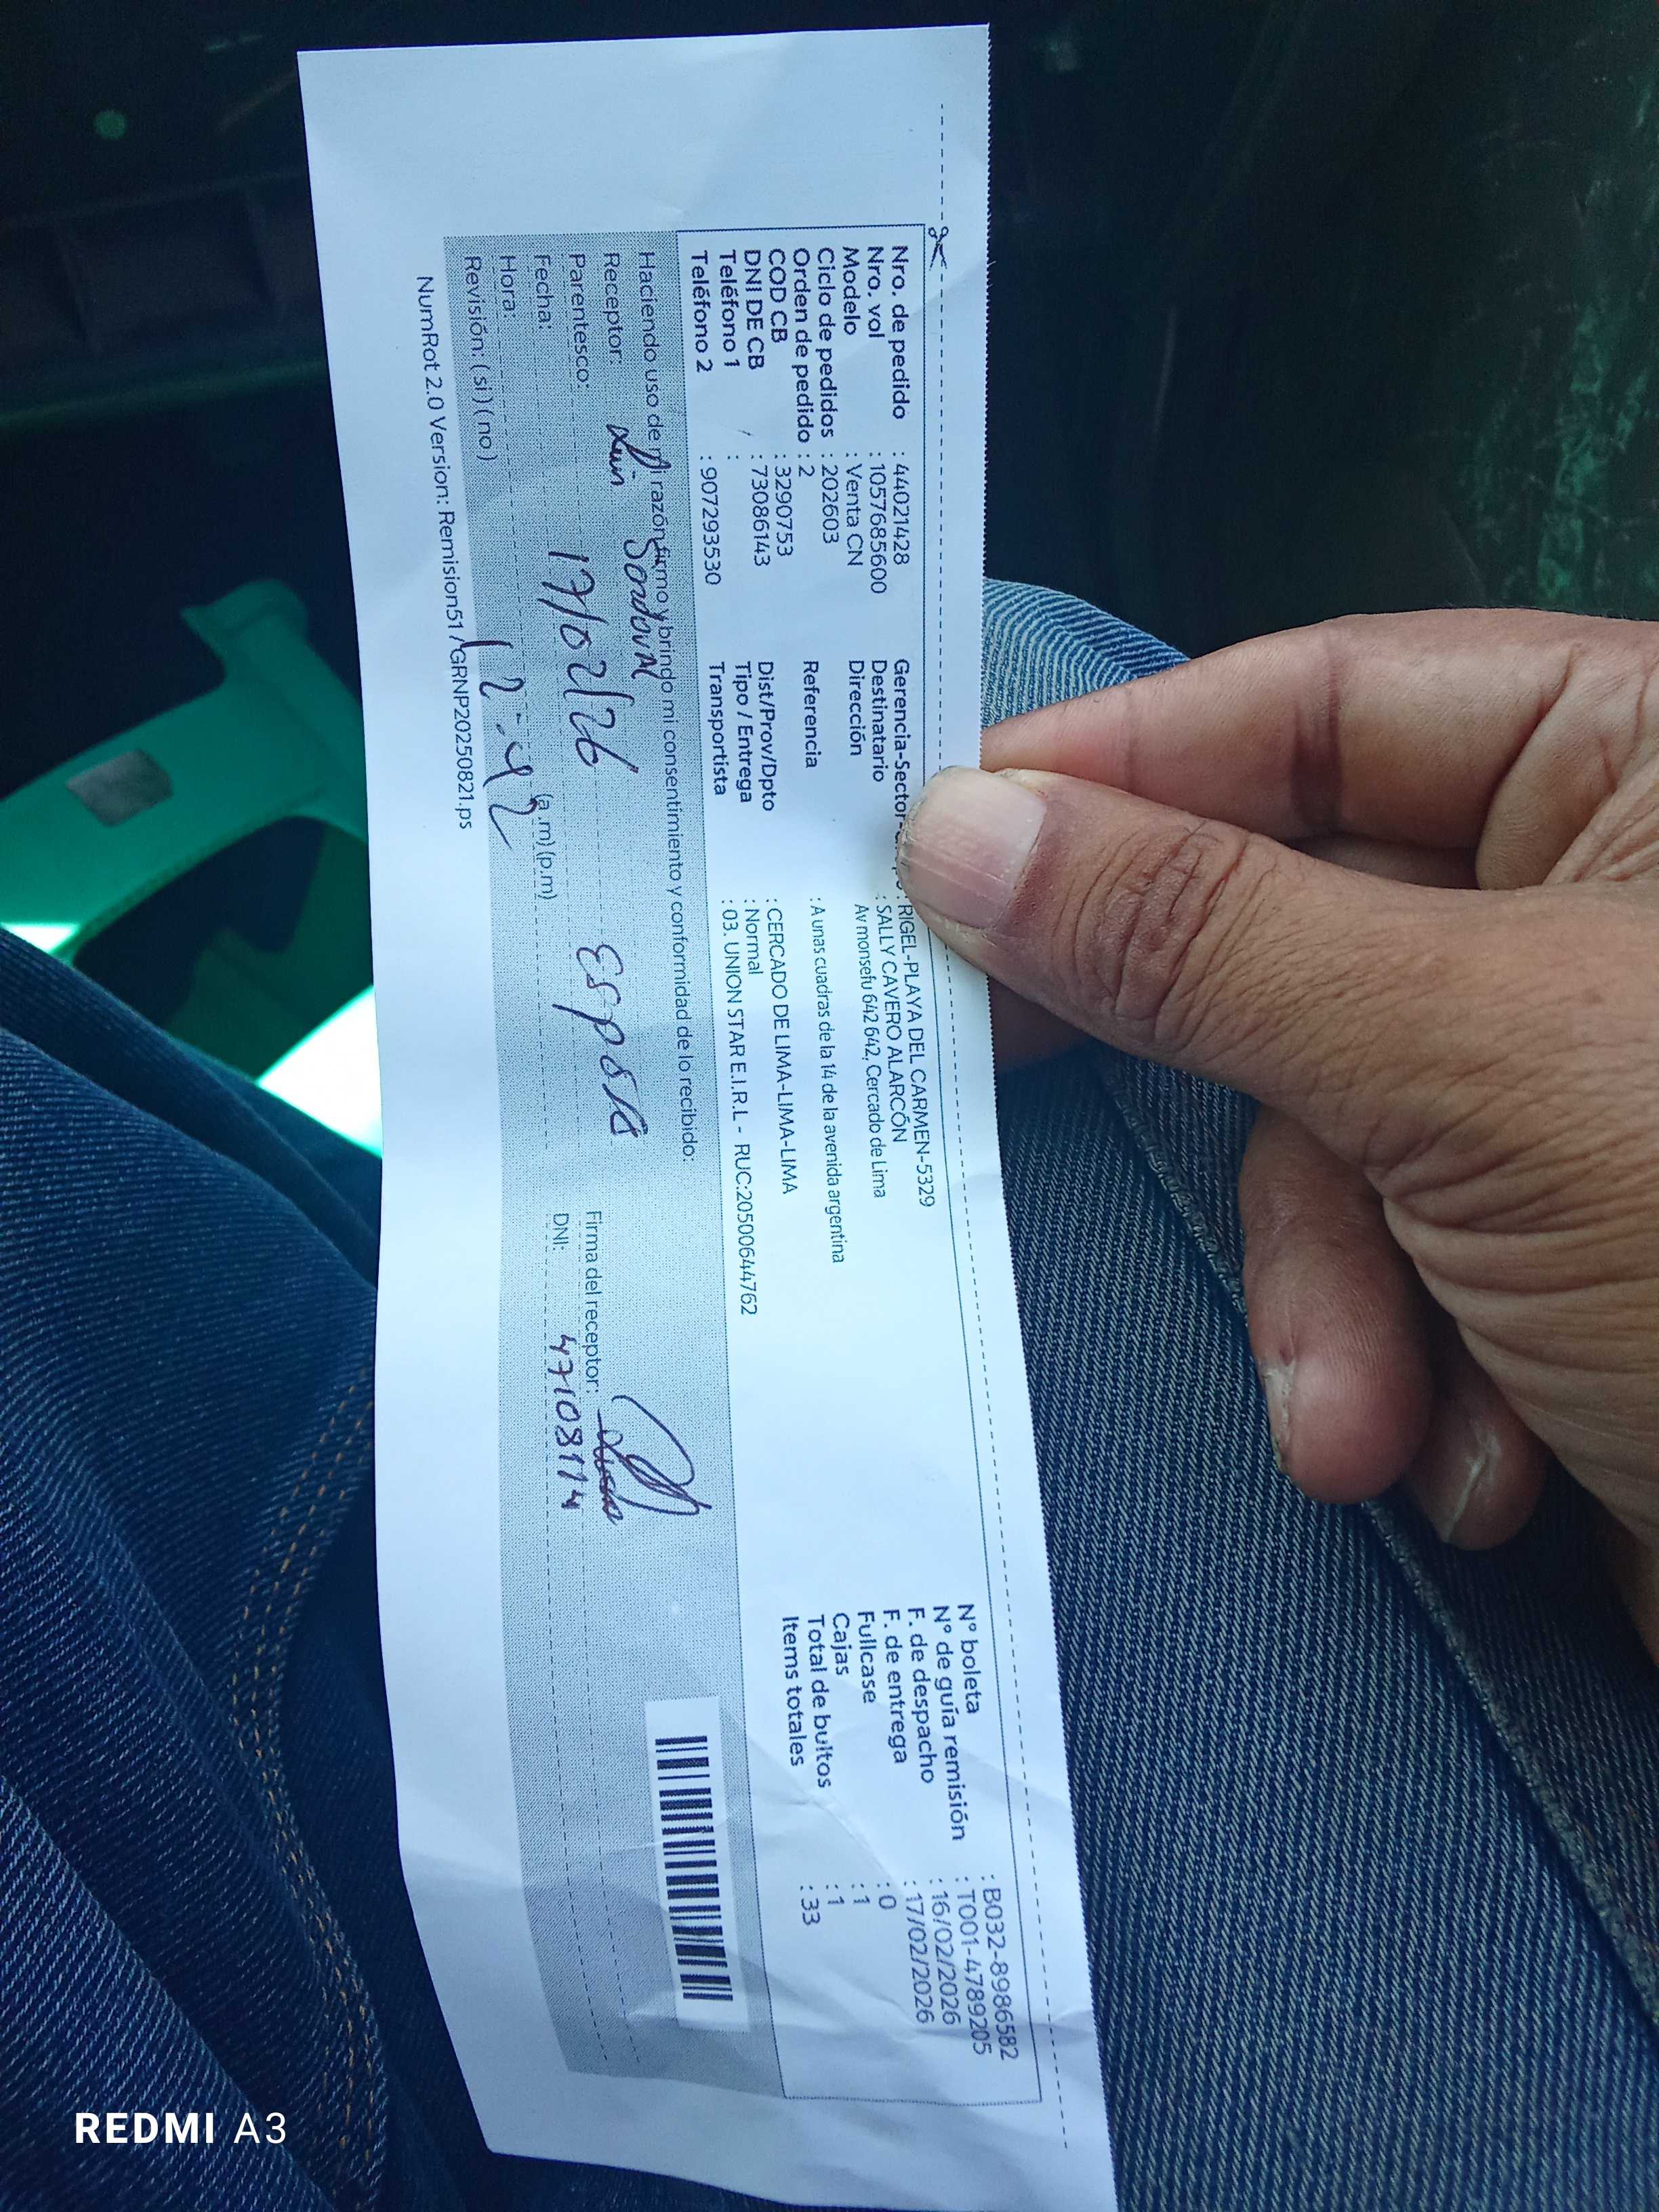 Nro. de pedido : 44021428
Nro. vol : 1057685600
Modelo : Venta CN
Ciclo de pedidos : 202603
Orden de pedido : 2
COD CB : 3290753
DNI DE CB : 73086143
Teléfono 1 :
Teléfono 2 : 907293530
Gerencia-Sector- : RIGEL-PLAYA DEL CARMEN-5329
Destinatario : SALLY CAVERO ALARCÓN
Dirección Av monsefu 642 642, Cercado de Lima
Referencia : A unas cuadras de la 14 de la avenida argentina
Dist/Prov/Dpto : CERCADO DE LIMA-LIMA-LIMA
Tipo / Entrega : Normal
Transportista : 03. UNION STAR E.I.R.L - RUC:20500644762
N° boleta : B032-8986582
N° de guía remisión : T001-4789205
F. de despacho : 16/02/2026
F. de entrega : 17/02/2026
Fullcase : 0
Cajas : 1
Total de bultos : 1
Items totales : 33
Haciendo uso de mi razón firmo y brindo mi consentimiento y conformidad de lo recibido:
Receptor: Sandoval
Parentesco: Esposo
Fecha: 17/02/26
Hora: 12:42 (a.m) (p.m)
Revisión: (si) (no)
Firma del receptor:
DNI: 47108114
NumRot 2.0 Version: Remision51 / GRNP20250821.ps
REDMI A3